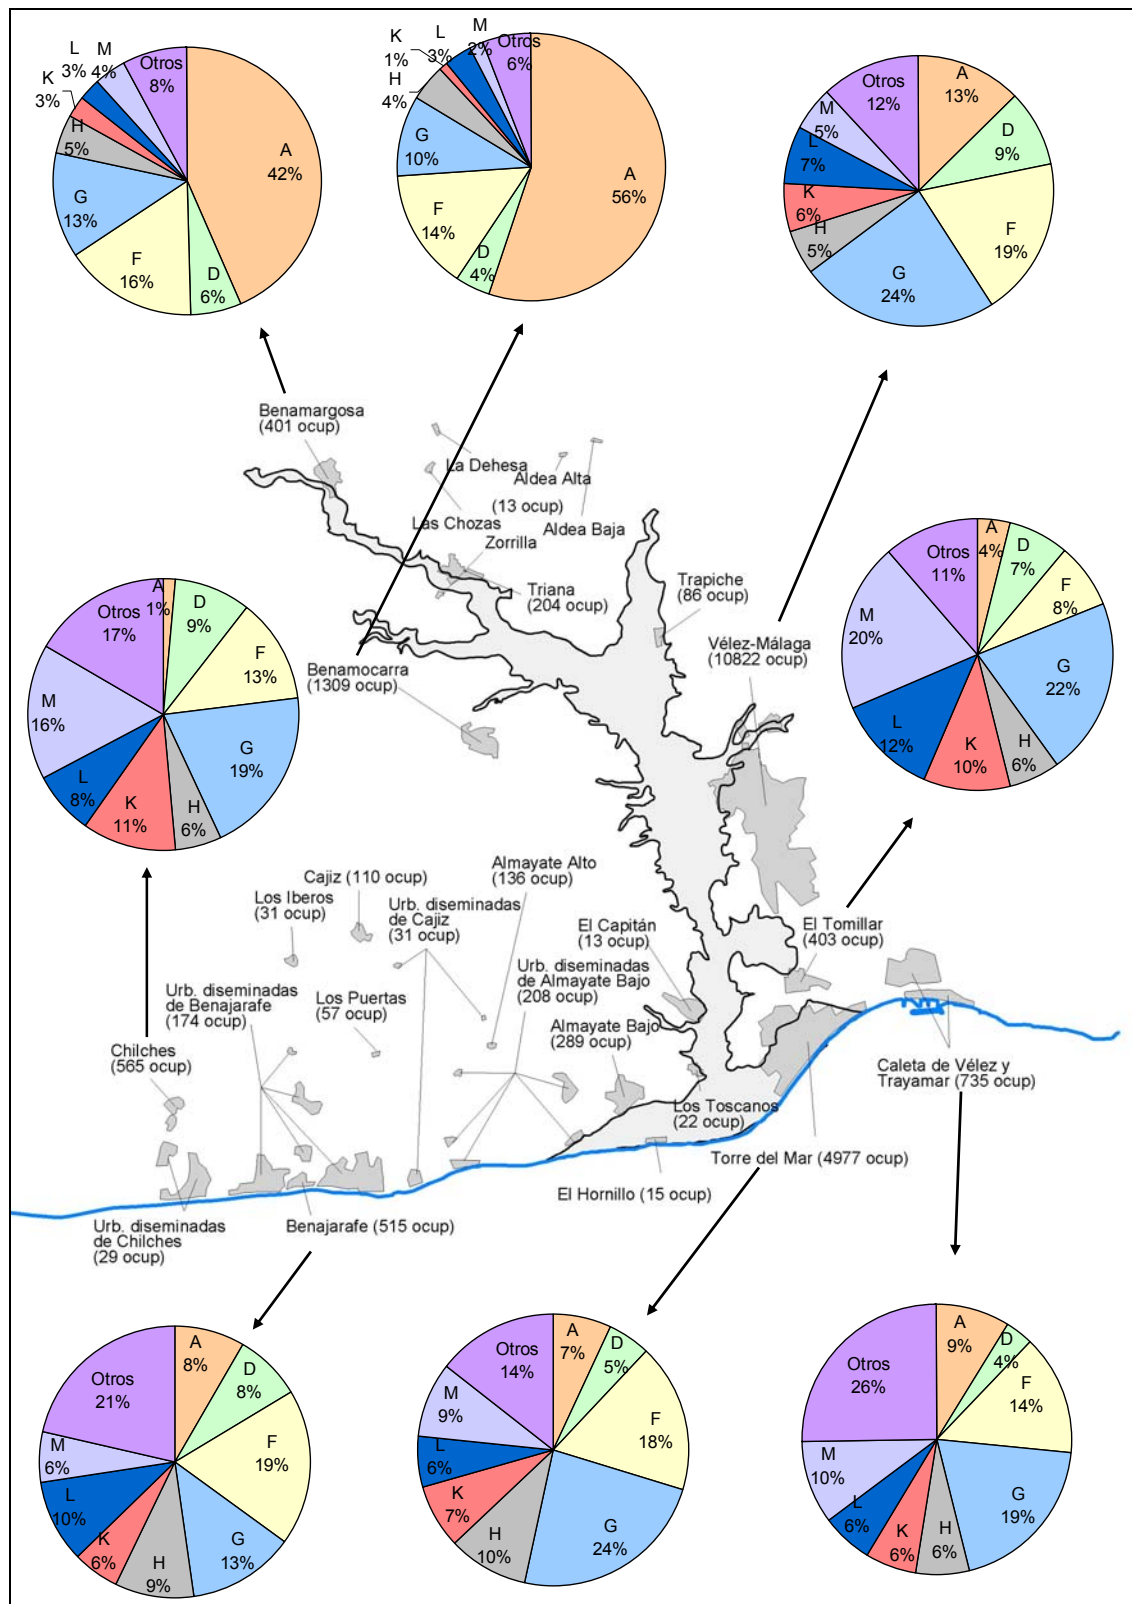 L
3%
M
4%
K
3%
Otros
8%
H
5%
A
42%
G
13%
F
16%
D
6%
K
1%
L
3%
M
2%
Otros
6%
H
4%
G
10%
A
56%
F
14%
D
4%
Otros
12%
A
13%
M
5%
D
9%
L
7%
K
6%
F
19%
H
5%
G
24%
Benamargosa
(401 ocup)
La Dehesa
Aldea Alta
(13 ocup)
Las Chozas
Aldea Baja
Zorrilla
Triana
(204 ocup)
Trapiche
(86 ocup)
Benamocarra
(1309 ocup)
Vélez-Málaga
(10822 ocup)
A
1%
D
9%
Otros
17%
F
13%
M
16%
G
19%
L
8%
K
11%
H
6%
Otros
11%
A
4%
D
7%
F
8%
M
20%
G
22%
L
12%
K
10%
H
6%
Cajiz (110 ocup)
Los Iberos
(31 ocup)
Urb. diseminadas
de Cajiz
(31 ocup)
Almayate Alto
(136 ocup)
El Capitán
(13 ocup)
El Tomillar
(403 ocup)
Urb. diseminadas
de Benajarafe
(174 ocup)
Los Puertas
(57 ocup)
Urb. diseminadas
de Almayate Bajo
(208 ocup)
Almayate Bajo
(289 ocup)
Chilches
(565 ocup)
Caleta de Vélez y
Trayamar (735 ocup)
Los Toscanos
(22 ocup)
Torre del Mar (4977 ocup)
El Hornillo (15 ocup)
Urb. diseminadas
de Chilches
(29 ocup)
Benajarafe (515 ocup)
Otros
21%
A
8%
D
8%
M
6%
F
19%
L
10%
K
6%
H
9%
G
13%
Otros
14%
A
7%
D
5%
M
9%
F
18%
L
6%
K
7%
H
10%
G
24%
Otros
26%
A
9%
D
4%
F
14%
M
10%
G
19%
L
6%
K
6%
H
6%